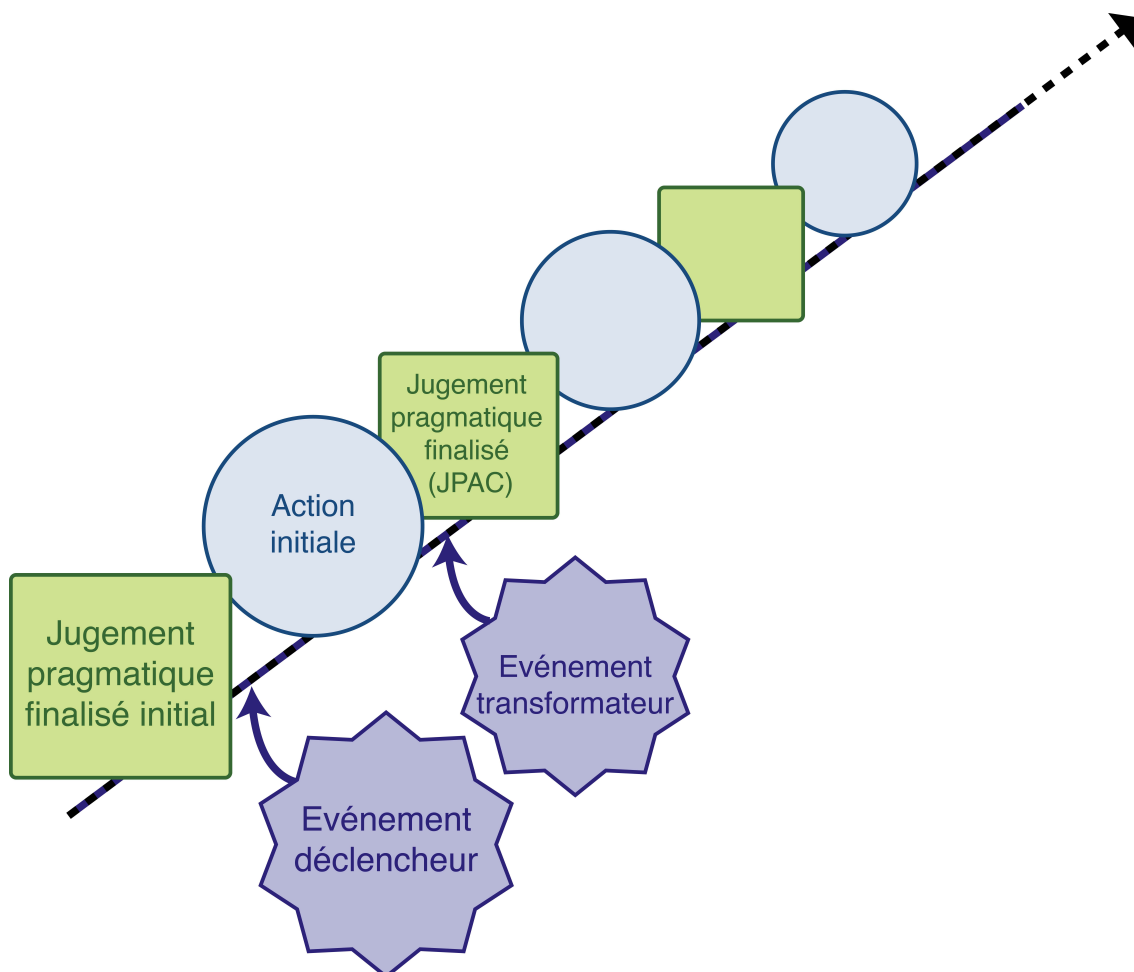 Jugement
pragmatique
finalisé
(JPAC)
Action
initiale
Jugement
pragmatique
finalisé initial
Evénement
transformateur
Evénement
déclencheur